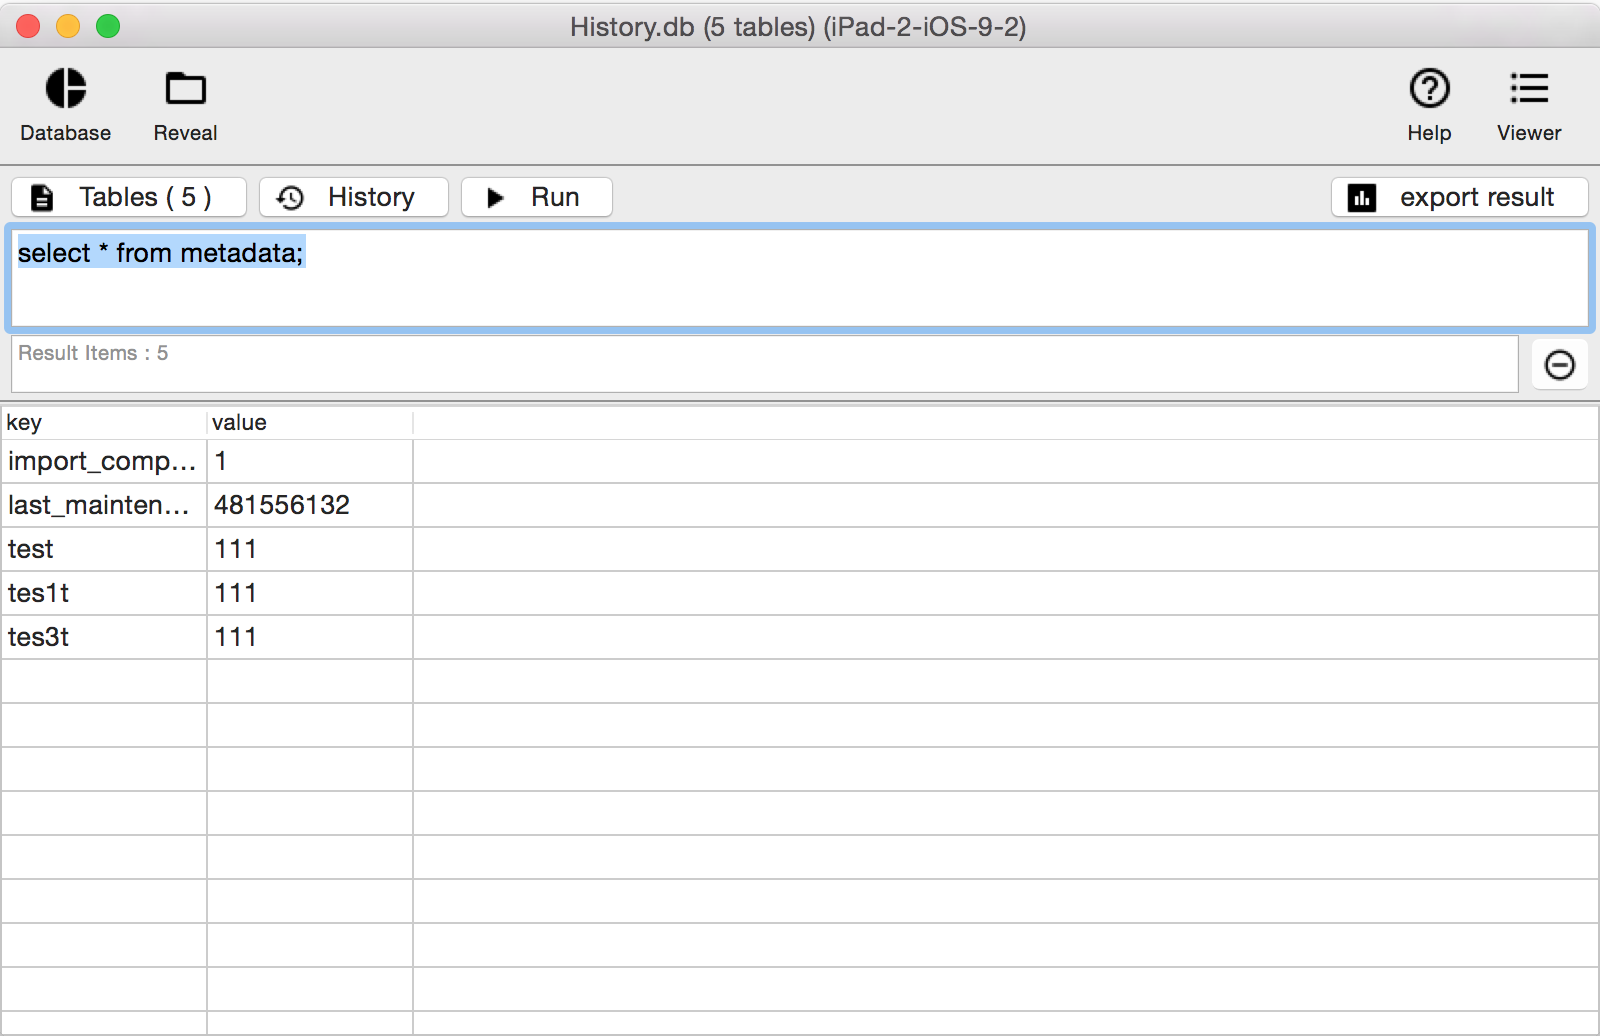 History.db (5 tables) (iPad-2-iOS-9-2)
Database Reveal Help Viewer
Tables ( 5 ) History Run export result
select * from metadata;
Result Items : 5
key value
import_comp... 1
last_mainten... 481556132
test 111
tes1t 111
tes3t 111